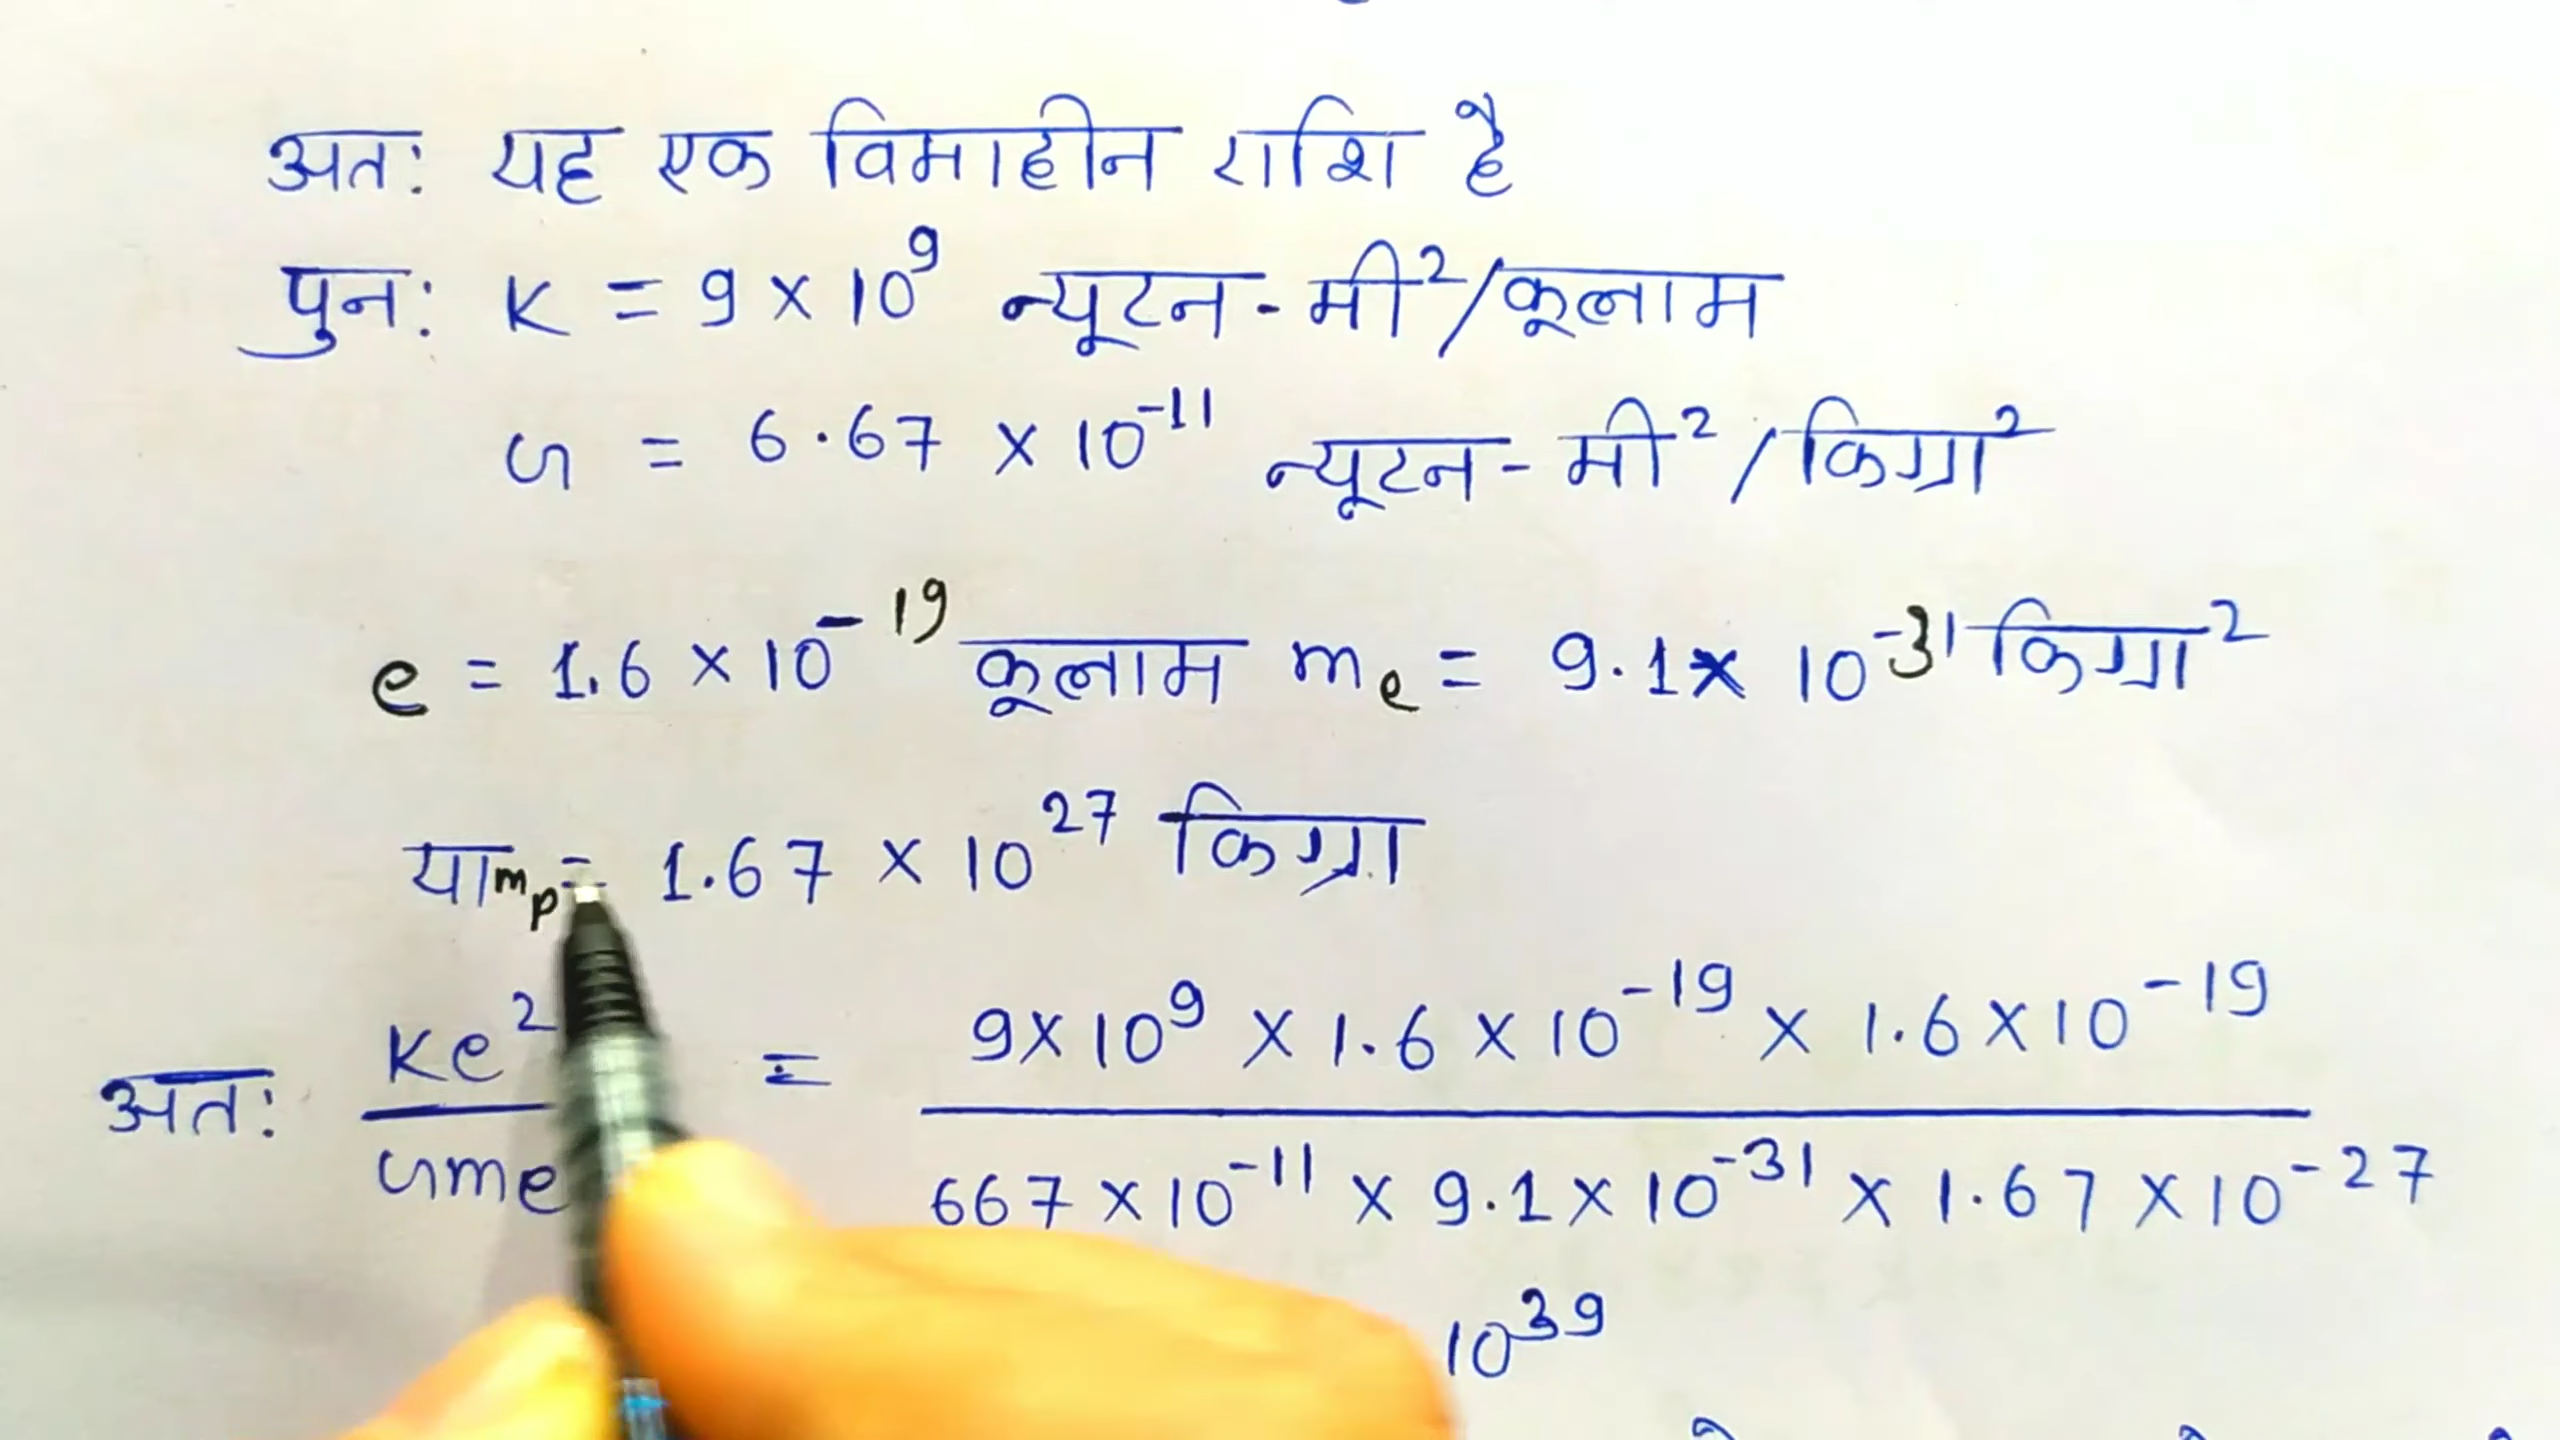 अतः यह एक विमाहीन राशि है
पुनः K = 9 × 10⁹ न्यूटन - मी² / कूलाम
G = 6.67 × 10⁻¹¹ न्यूटन - मी² / किग्रा²
e = 1.6 × 10⁻¹⁹ कूलाम mₑ = 9.1 × 10⁻³¹ किग्रा²
या mₚ = 1.67 × 10²⁷ किग्रा
अतः Ke² / Gme = 9 × 10⁹ × 1.6 × 10⁻¹⁹ × 1.6 × 10⁻¹⁹ / 667 × 10⁻¹¹ × 9.1 × 10⁻³¹ × 1.67 × 10⁻²⁷
10³⁹